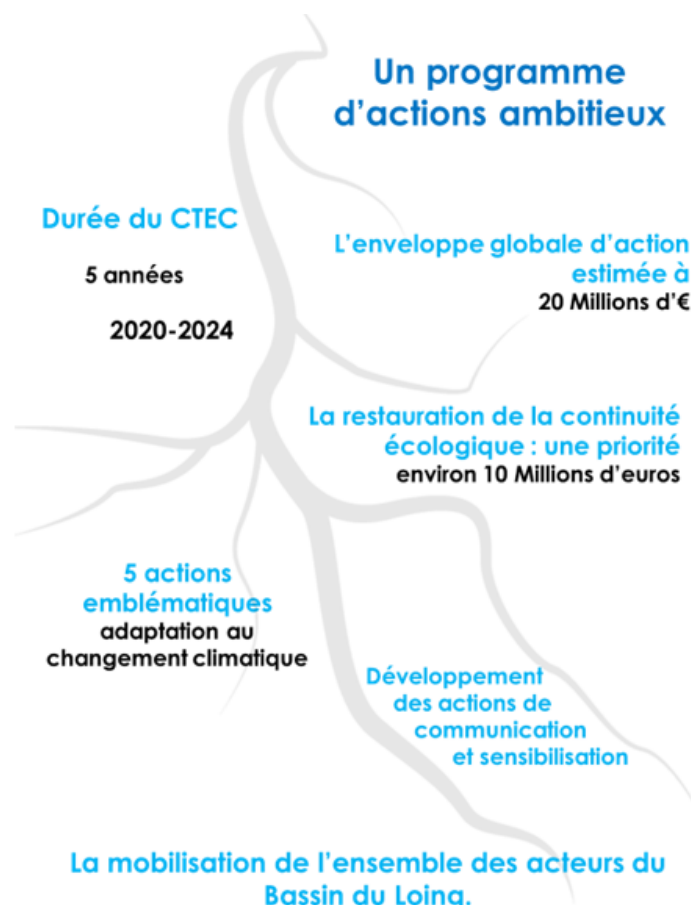 Un programme
d'actions ambitieux
Durée du CTEC
5 années
2020-2024
L'enveloppe globale d'action
estimée à
20 Millions d'€
La restauration de la continuité
écologique : une priorité
environ 10 Millions d'euros
5 actions
emblématiques
adaptation au
changement climatique
Développement
des actions de
communication
et sensibilisation
La mobilisation de l'ensemble des acteurs du
Bassin du Loing.